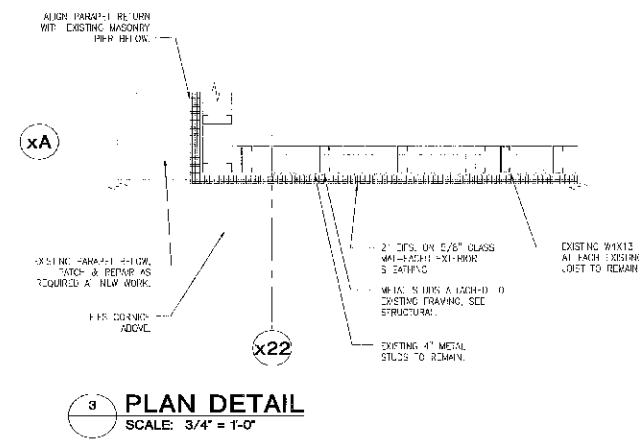 ALIGN PARAPET RETURN
WITH EXISTING MASONRY
PIER BELOW.
xA
EXISTING PARAPET BELOW,
PATCH & REPAIR AS
REQUIRED AT NEW WORK.
EIFS CORNICE
ABOVE.
2" EIFS. ON 5/8" GLASS
MAT-FACED EXTERIOR
SHEATHING
METAL STUDS ATTACHED TO
EXISTING FRAMING, SEE
STRUCTURAL.
EXISTING 4" METAL
STUDS TO REMAIN.
EXISTING W4X13
AT EACH EXISTING
JOIST TO REMAIN
x22
3 PLAN DETAIL
SCALE: 3/4" = 1'-0"